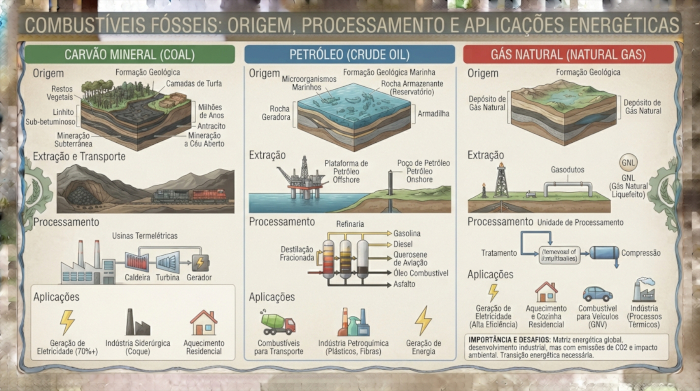 COMBUSTÍVEIS FÓSSEIS: ORIGEM, PROCESSAMENTO E APLICAÇÕES ENERGÉTICAS
CARVÃO MINERAL (COAL)
Origem
Formação Geológica
Restos
Vegetais
Camadas de Turfa
Linhito
Sub-betuminoso
Milhões
de Anos
Antracito
Mineração
Subterrânea
Mineração
a Céu Aberto
Extração e Transporte
Processamento
Usinas Termelétricas
Caldeira
Turbina
Gerador
Aplicações
Geração de
Eletricidade (70%+)
Indústria Siderúrgica
(Coque)
Aquecimento
Residencial
PETRÓLEO (CRUDE OIL)
Origem
Formação Geológica Marinha
Microorganismos
Marinhos
Rocha Armazenante
(Reservatório)
Rocha
Geradora
Armadilha
Extração
Plataforma de
Petróleo
Offshore
Poço de Petróleo
Petróleo
Onshore
Processamento
Refinaria
Destilação
Fracionada
Gasolina
Diesel
Querosene
de Aviação
Óleo Combustível
Asfalto
Aplicações
Combustíveis
para Transporte
Indústria Petroquímica
(Plásticos, Fibras)
Geração de
Energia
GÁS NATURAL (NATURAL GAS)
Origem
Formação Geológica
Depósito de
Gás Natural
Depósito de
Gás Natural
Extração
Gasodutos
GNL
GNL
(Gás Natural
Liquefeito)
Processamento
Unidade de Processamento
Tratamento
Compressão
Aplicações
Geração de
Eletricidade
(Alta Eficiência)
Aquecimento
e Cozinha
Residencial
Combustível
para Veículos
(GNV)
Indústria
(Processos
Térmicos)
IMPORTÂNCIA E DESAFIOS: Matriz energética global,
desenvolvimento industrial, mas com emissões de CO2 e impacto
ambiental. Transição energética necessária.